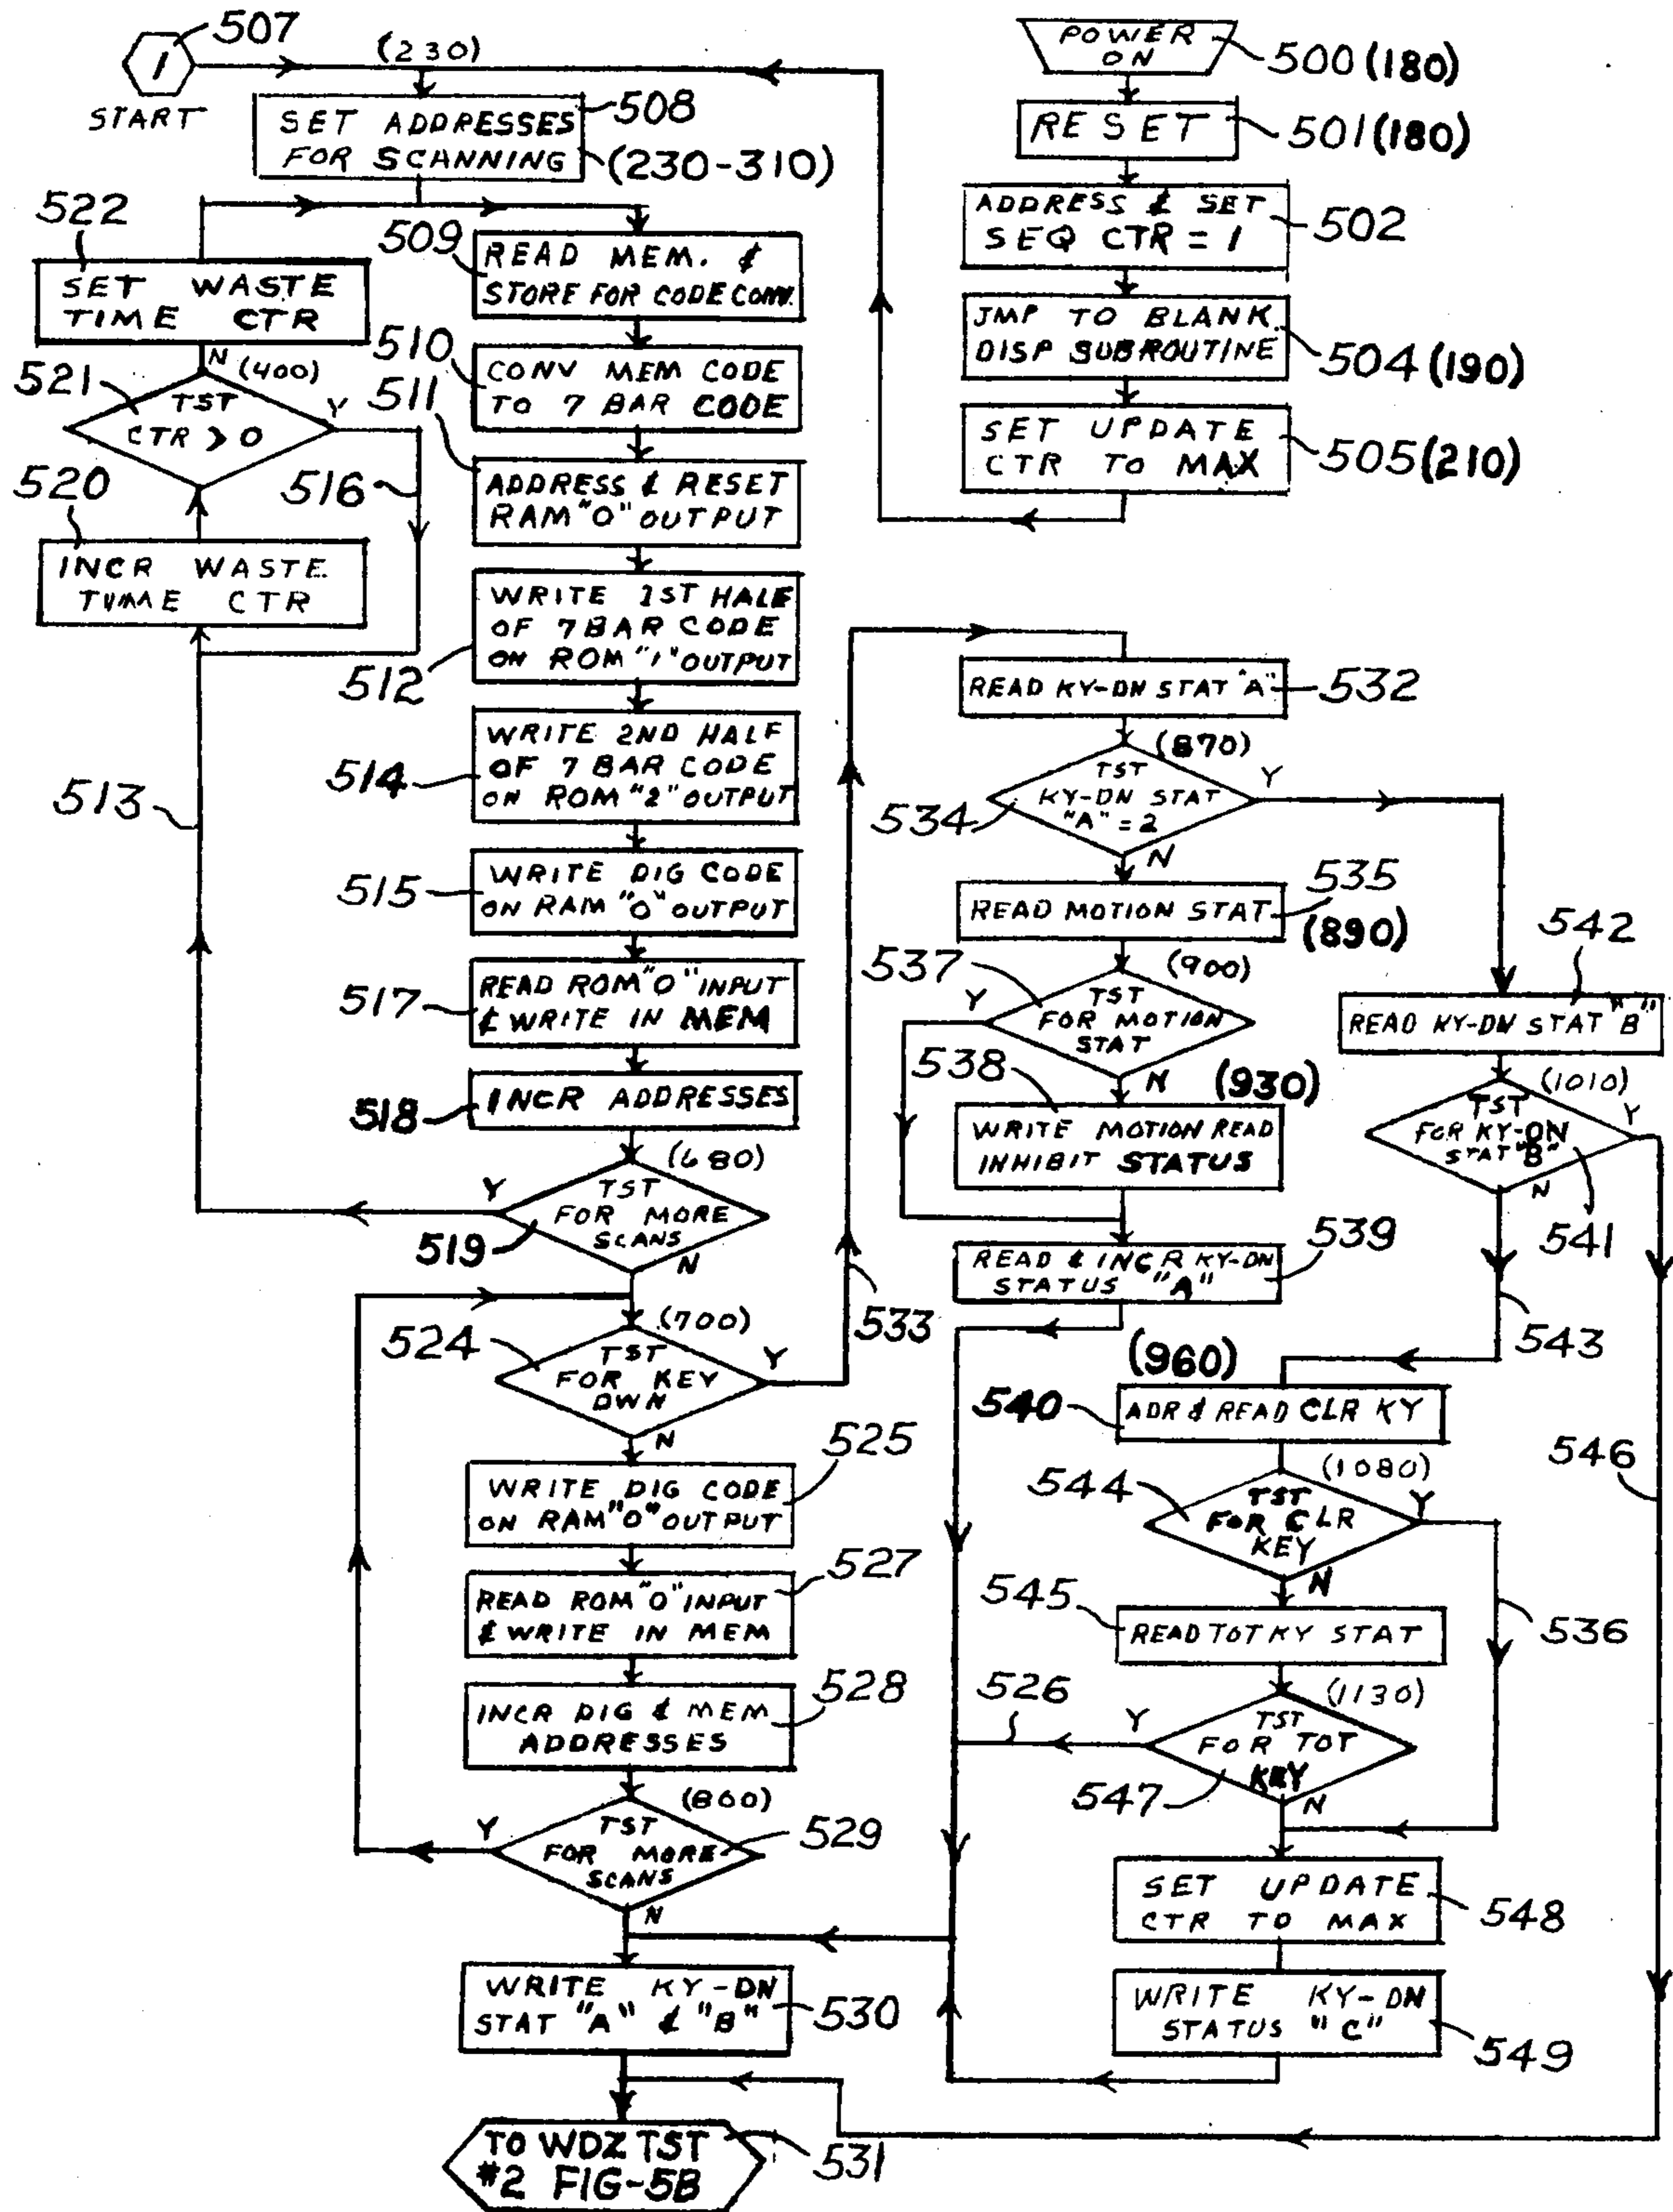 507
1
START
(230)
SET ADDRESSES
FOR SCANNING
508
(230-310)
522
SET WASTE
TIME CTR
N (400)
521
TST
CTR > 0
Y
516
520
INCR WASTE
TUME CTR
513
509
READ MEM. &
STORE FOR CODE CONV.
510
CONV MEM CODE
TO 7 BAR CODE
511
ADDRESS & RESET
RAM "0" OUTPUT
WRITE 1ST HALF
OF 7 BAR CODE
ON ROM "1" OUTPUT
512
WRITE 2ND HALF
OF 7 BAR CODE
ON ROM "2" OUTPUT
514
WRITE DIG CODE
ON RAM "0" OUTPUT
515
READ ROM "0" INPUT
& WRITE IN MEM
517
INCR ADDRESSES
518
(680)
Y
TST
FOR MORE
SCANS
519
N
(700)
524
TST
FOR KEY
DWN
Y
533
N
WRITE DIG CODE
ON RAM "0" OUTPUT
525
READ ROM "0" INPUT
& WRITE IN MEM
527
INCR DIG & MEM
ADDRESSES
528
(860)
Y
TST
FOR MORE
SCANS
529
N
WRITE KY-DN
STAT "A" & "B"
530
TO WDZ TST
#2 FIG-5B
531
POWER
ON
500 (180)
RESET
501 (180)
ADDRESS & SET
SEQ CTR = 1
502
JMP TO BLANK
DISP SUBROUTINE
504 (190)
SET UPDATE
CTR TO MAX
505 (210)
READ KY-DN STAT "A"
532
(870)
TST
KY-DN STAT
"A" = 2
534
Y
N
READ MOTION STAT
535
(890)
537
(900)
Y
TST
FOR MOTION
STAT
538
N
(930)
WRITE MOTION READ
INHIBIT STATUS
READ & INCR KY-DN
STATUS "A"
539
542
READ KY-DN STAT "B"
(1010)
TST
FOR KY-DN
STAT "B"
Y
N
541
543
546
(960)
540
ADR & READ CLR KY
(1080)
544
TST
FOR CLR
KEY
Y
N
536
545
READ TOT KY STAT
526
(1130)
Y
TST
FOR TOT
KEY
547
N
SET UPDATE
CTR TO MAX
548
WRITE KY-DN
STATUS "C"
549